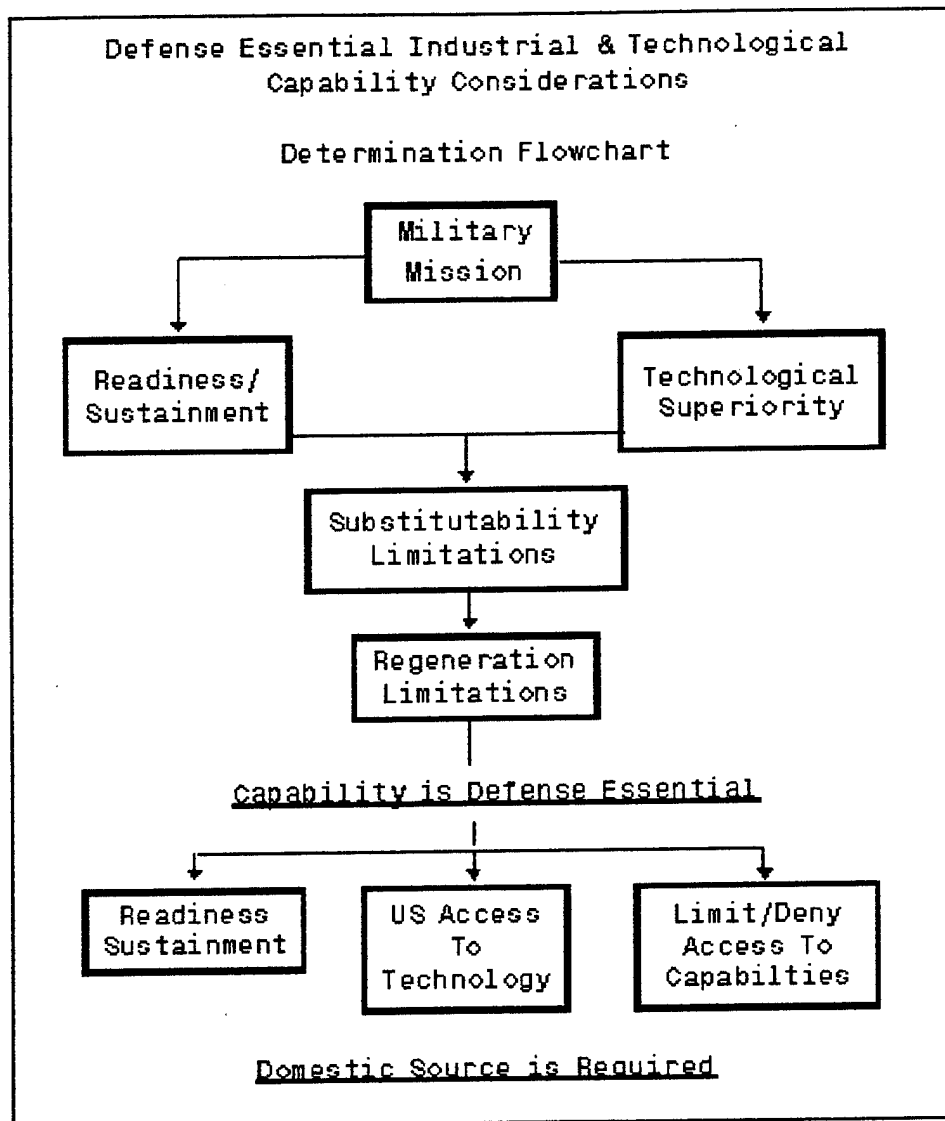 Defense Essential Industrial & Technological
Capability Considerations
Determination Flowchart
Military
Mission
Readiness/
Sustainment
Technological
Superiority
Substitutability
Limitations
Regeneration
Limitations
Capability is Defense Essential
Readiness
Sustainment
US Access
To
Technology
Limit/Deny
Access To
Capabilties
Domestic Source is Required